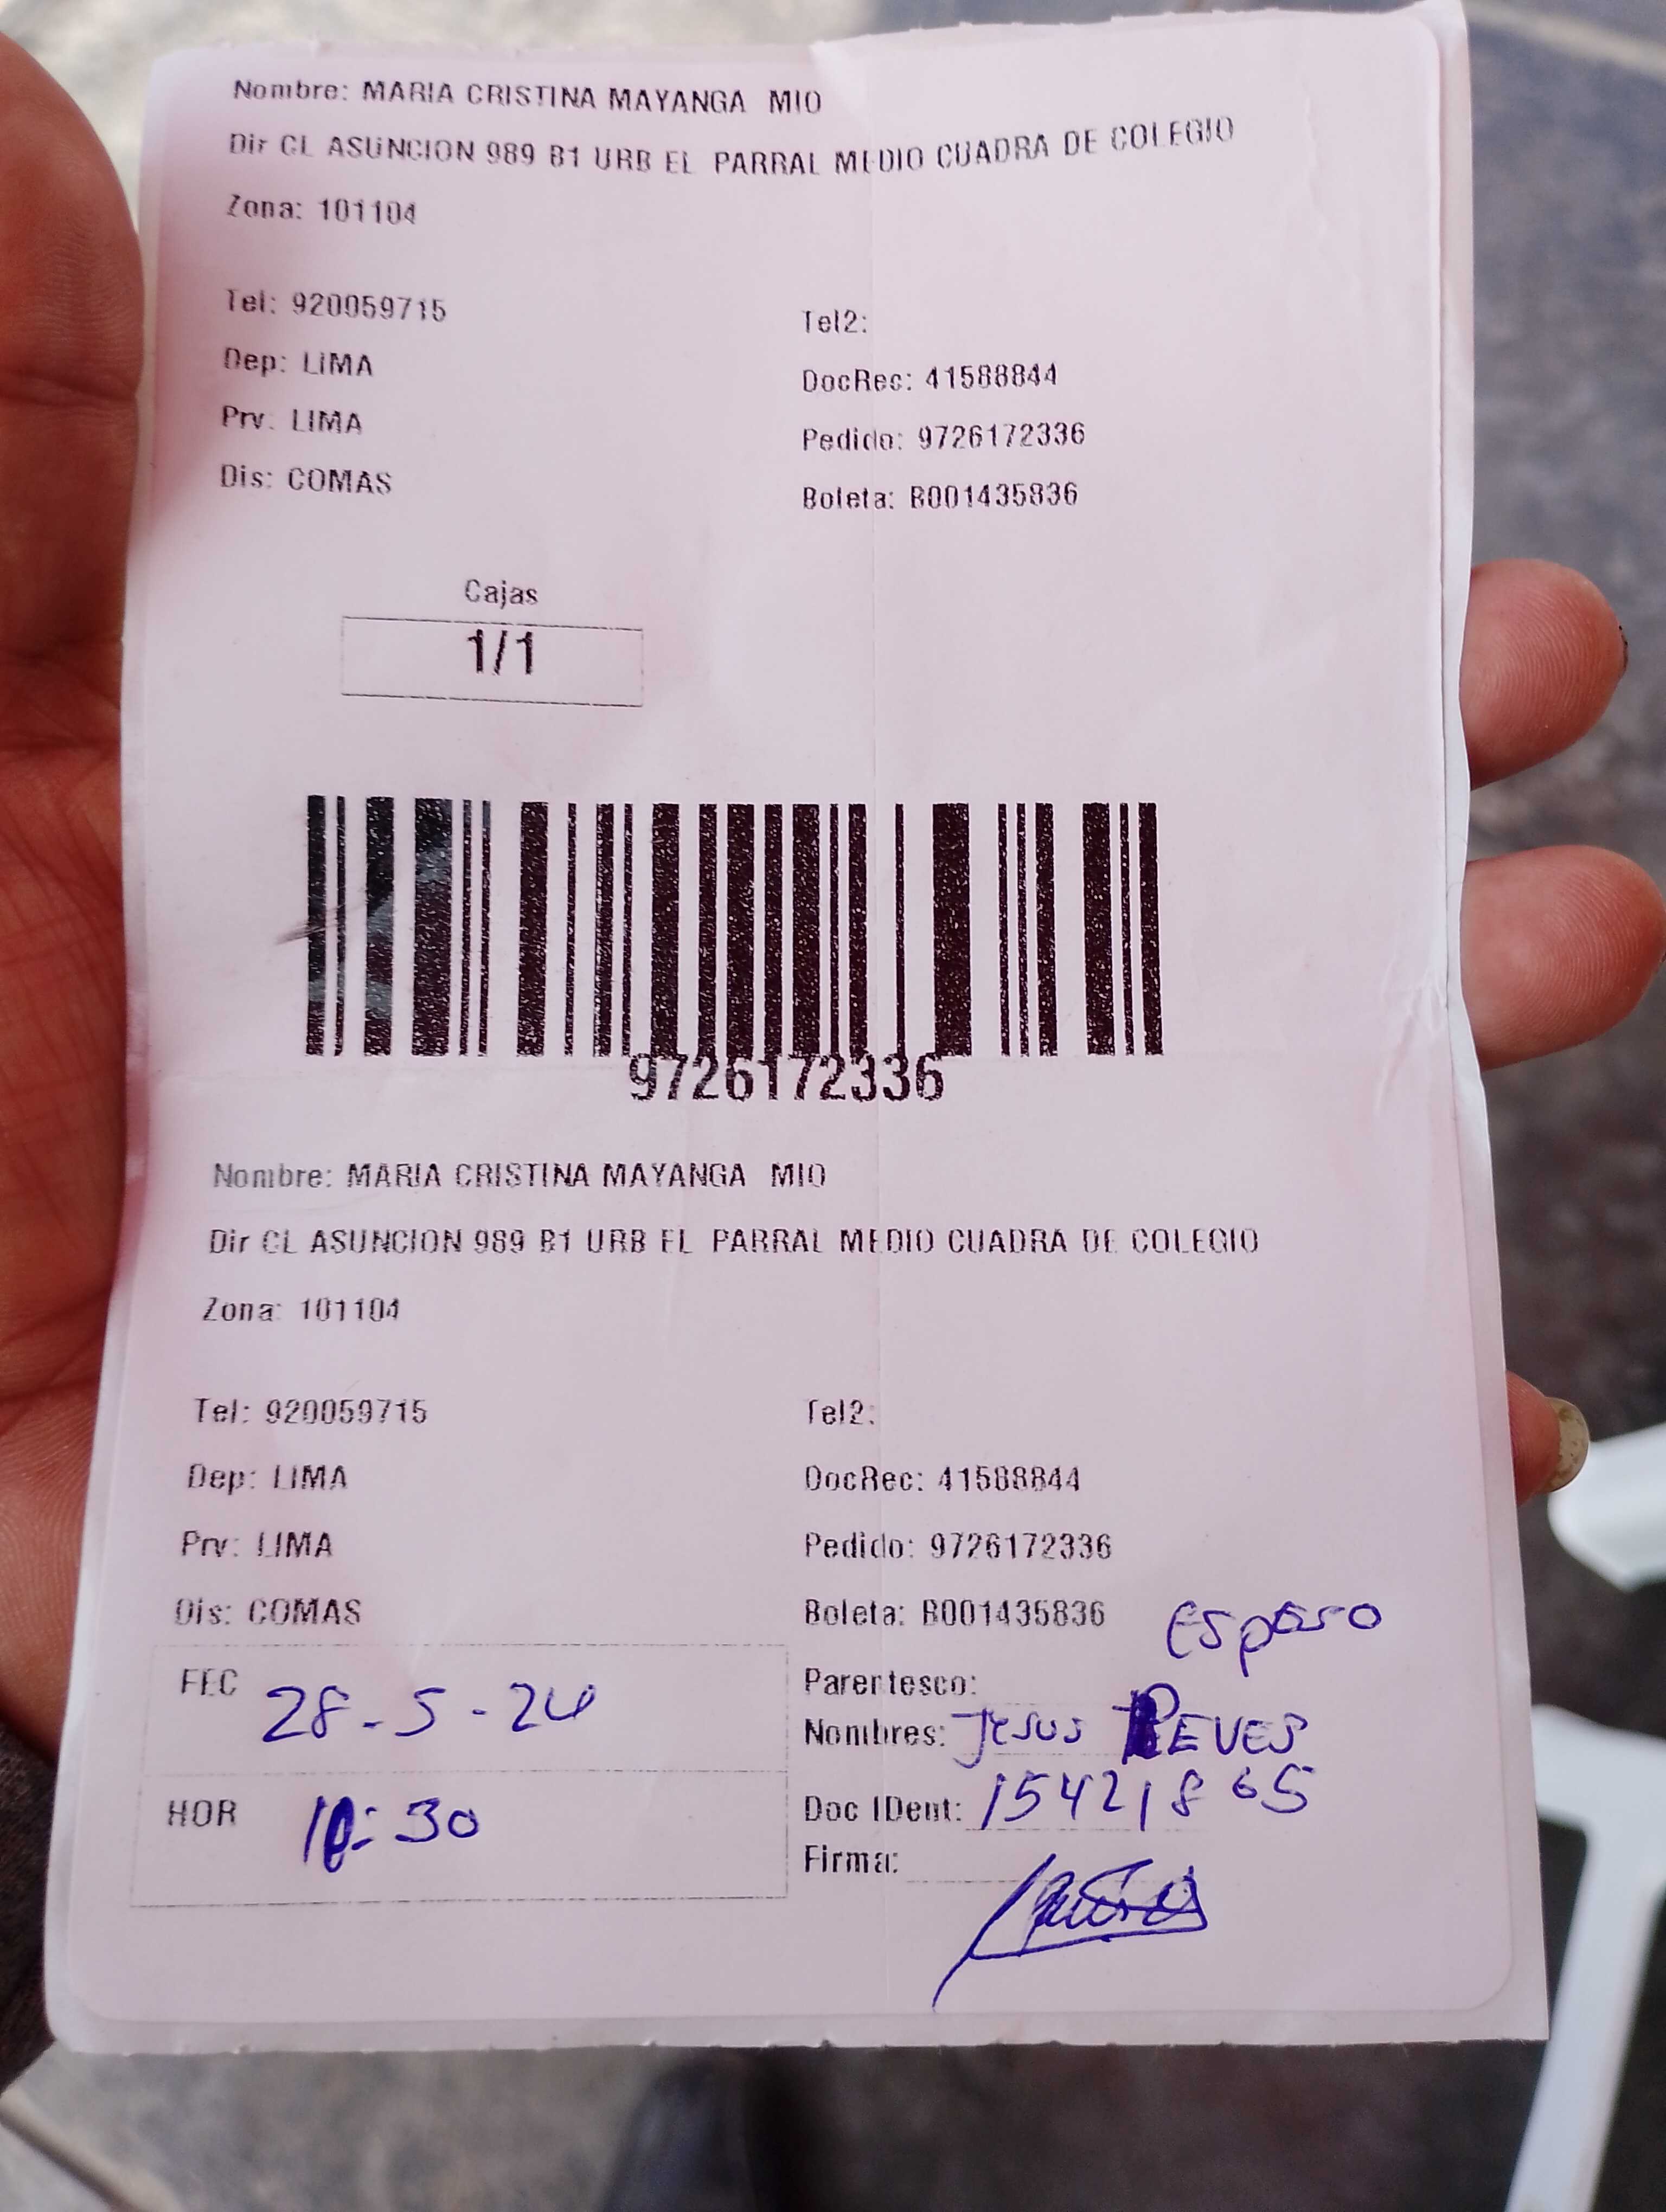 Nombre: MARIA CRISTINA MAYANGA MIO
Dir CL ASUNCION 989 B1 URB EL PARRAL MEDIO CUADRA DE COLEGIO
Zona: 101104
Tel: 920059715
Tel2:
Dep: LIMA
DocRec: 41588844
Prv: LIMA
Pedido: 9726172336
Dis: COMAS
Boleta: B001435836
Cajas
1/1
9726172336
Nombre: MARIA CRISTINA MAYANGA MIO
Dir CL ASUNCION 989 B1 URB EL PARRAL MEDIO CUADRA DE COLEGIO
Zona: 101104
Tel: 920059715
Tel2:
Dep: LIMA
DocRec: 41588844
Prv: LIMA
Pedido: 9726172336
Dis: COMAS
Boleta: B001435836
esposo
FEC 28-5-24
Parentesco:
Nombres: Jesus REYES
HOR :30
Doc IDent: 15421865
Firma: